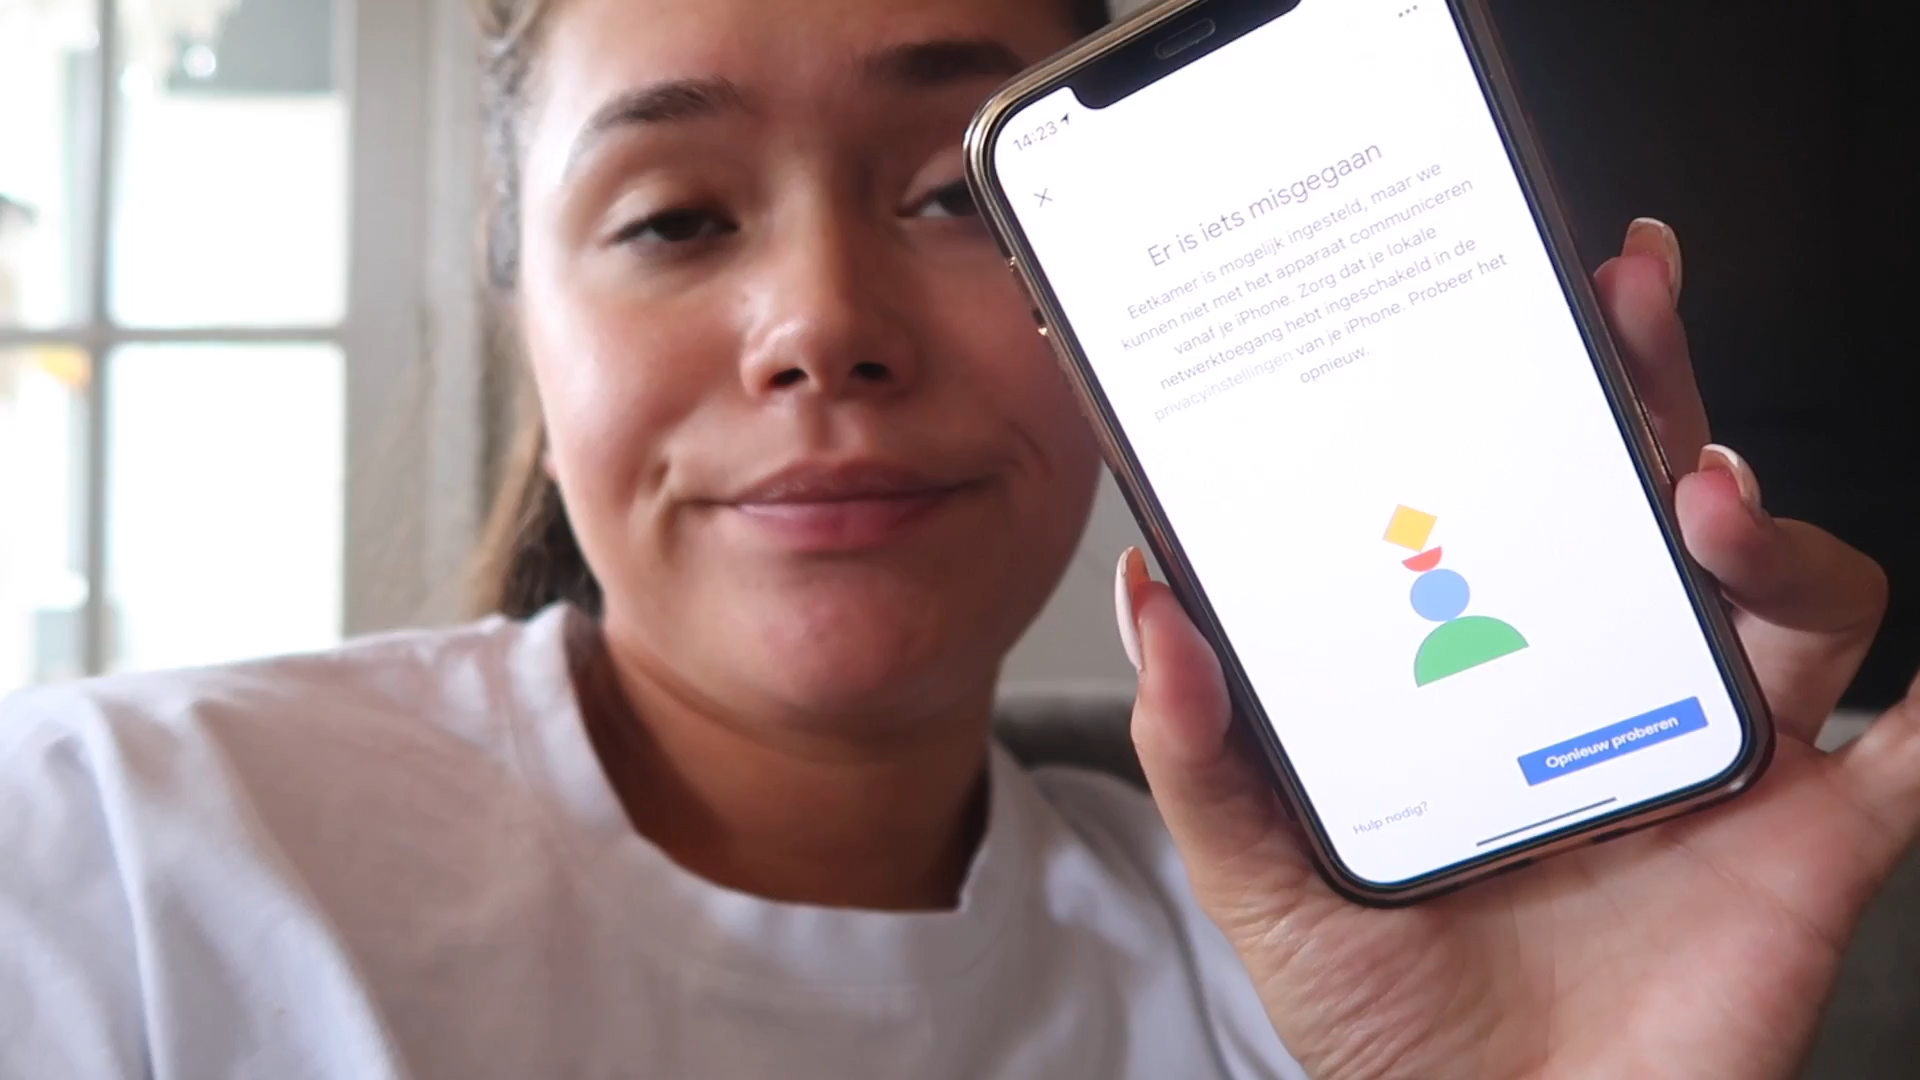 14:23
Er is iets misgegaan
Eetkamer is mogelijk ingesteld, maar we
kunnen niet met het apparaat communiceren
vanaf je iPhone. Zorg dat je lokale
netwerktoegang hebt ingeschakeld in de
privacyinstellingen van je iPhone. Probeer het
opnieuw.
Opnieuw proberen
Hulp nodig?